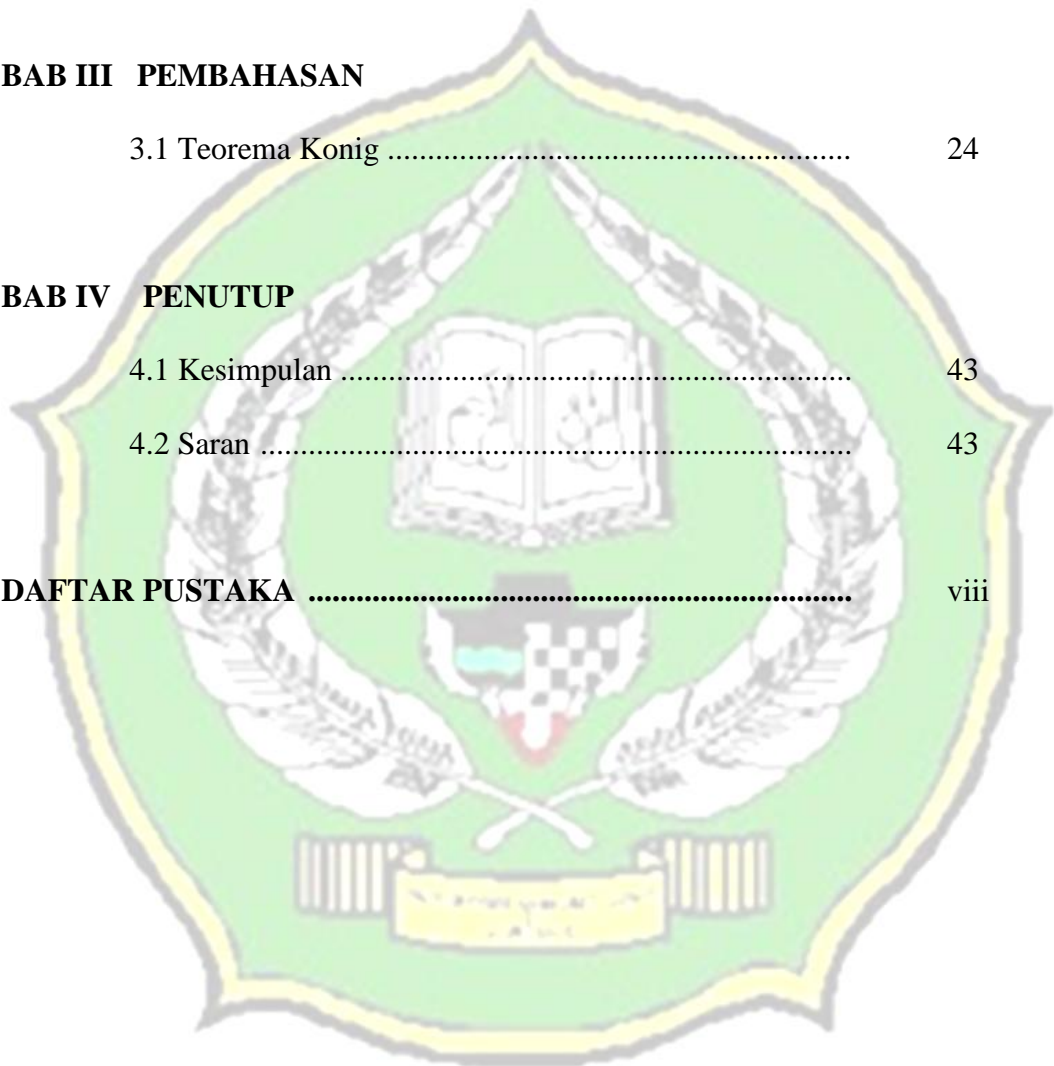 BAB III PEMBAHASAN
3.1 Teorema Konig .......................................................... 24
BAB IV PENUTUP
4.1 Kesimpulan ................................................................ 43
4.2 Saran .......................................................................... 43
DAFTAR PUSTAKA .................................................................... viii